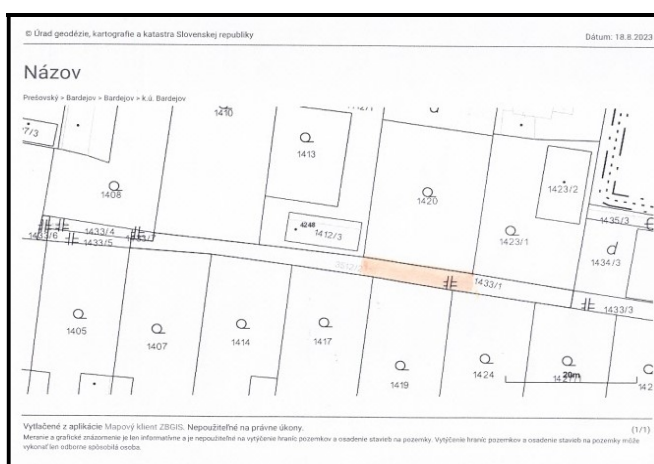 © Úrad geodézie, kartografie a katastra Slovenskej republiky
Dátum: 18.8.2023
Názov
Prešovský > Bardejov > Bardejov > k.ú. Bardejov
1410
1413
1408
1420
1423/2
4248
1412/3
1423/1
1435/3
1434/3
1433/4
1433/6
1433/5
1433/1
1433/3
1405
1407
1414
1417
1419
1424
20m
Vytlačené z aplikácie Mapový klient ZBGIS. Nepoužiteľné na právne úkony.
(1/1)
Meranie a grafické znázornenie je len informatívne a je nepoužiteľné na vytýčenie hraníc pozemkov a osadenie stavieb na pozemky. Vytýčenie hraníc pozemkov a osadenie stavieb na pozemky môže
vykonať len odborne spôsobilá osoba.